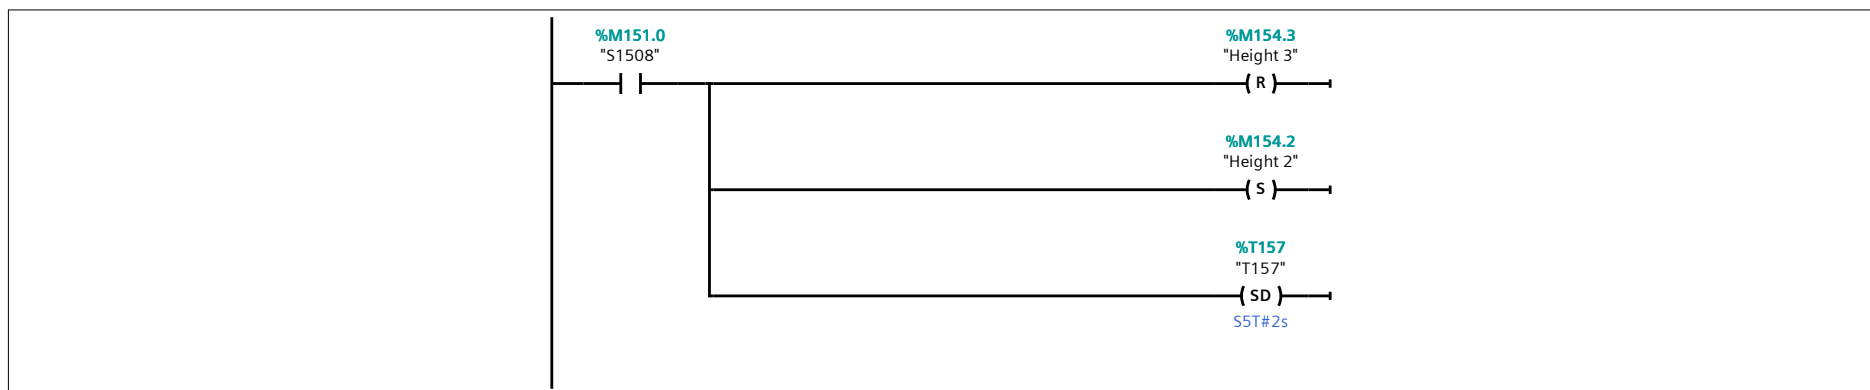 %M151.0
"S1508"
%M154.3
"Height 3"
( R )
%M154.2
"Height 2"
( S )
%T157
"T157"
( SD )
S5T#2s